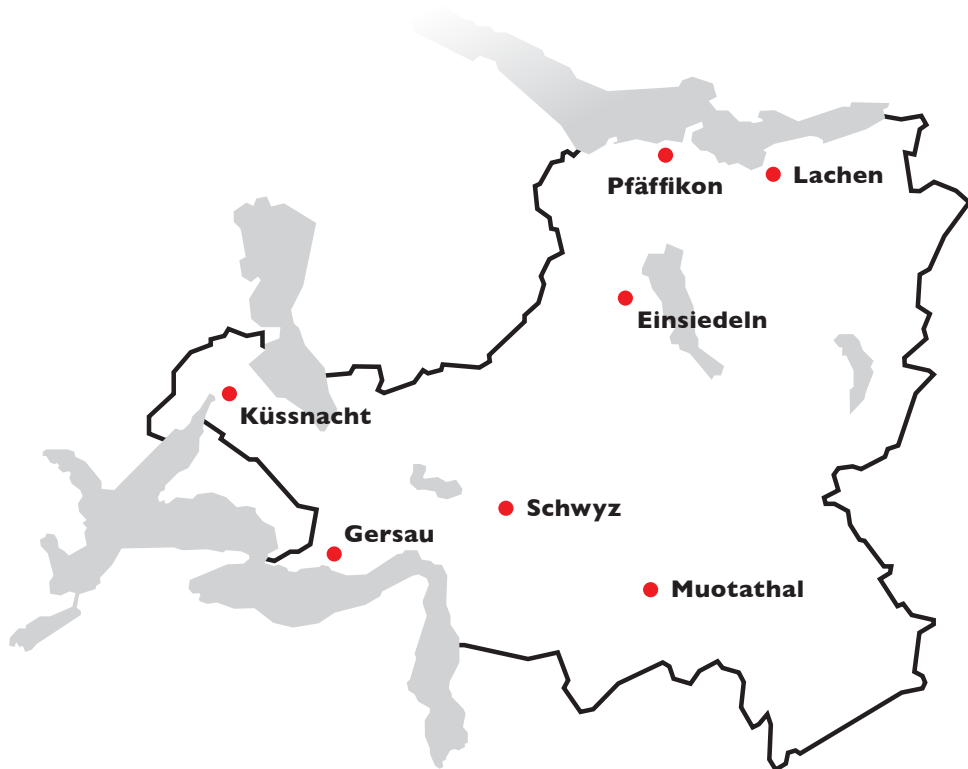 Pfäffikon
Lachen
Einsiedeln
Küssnacht
Schwyz
Gersau
Muotathal